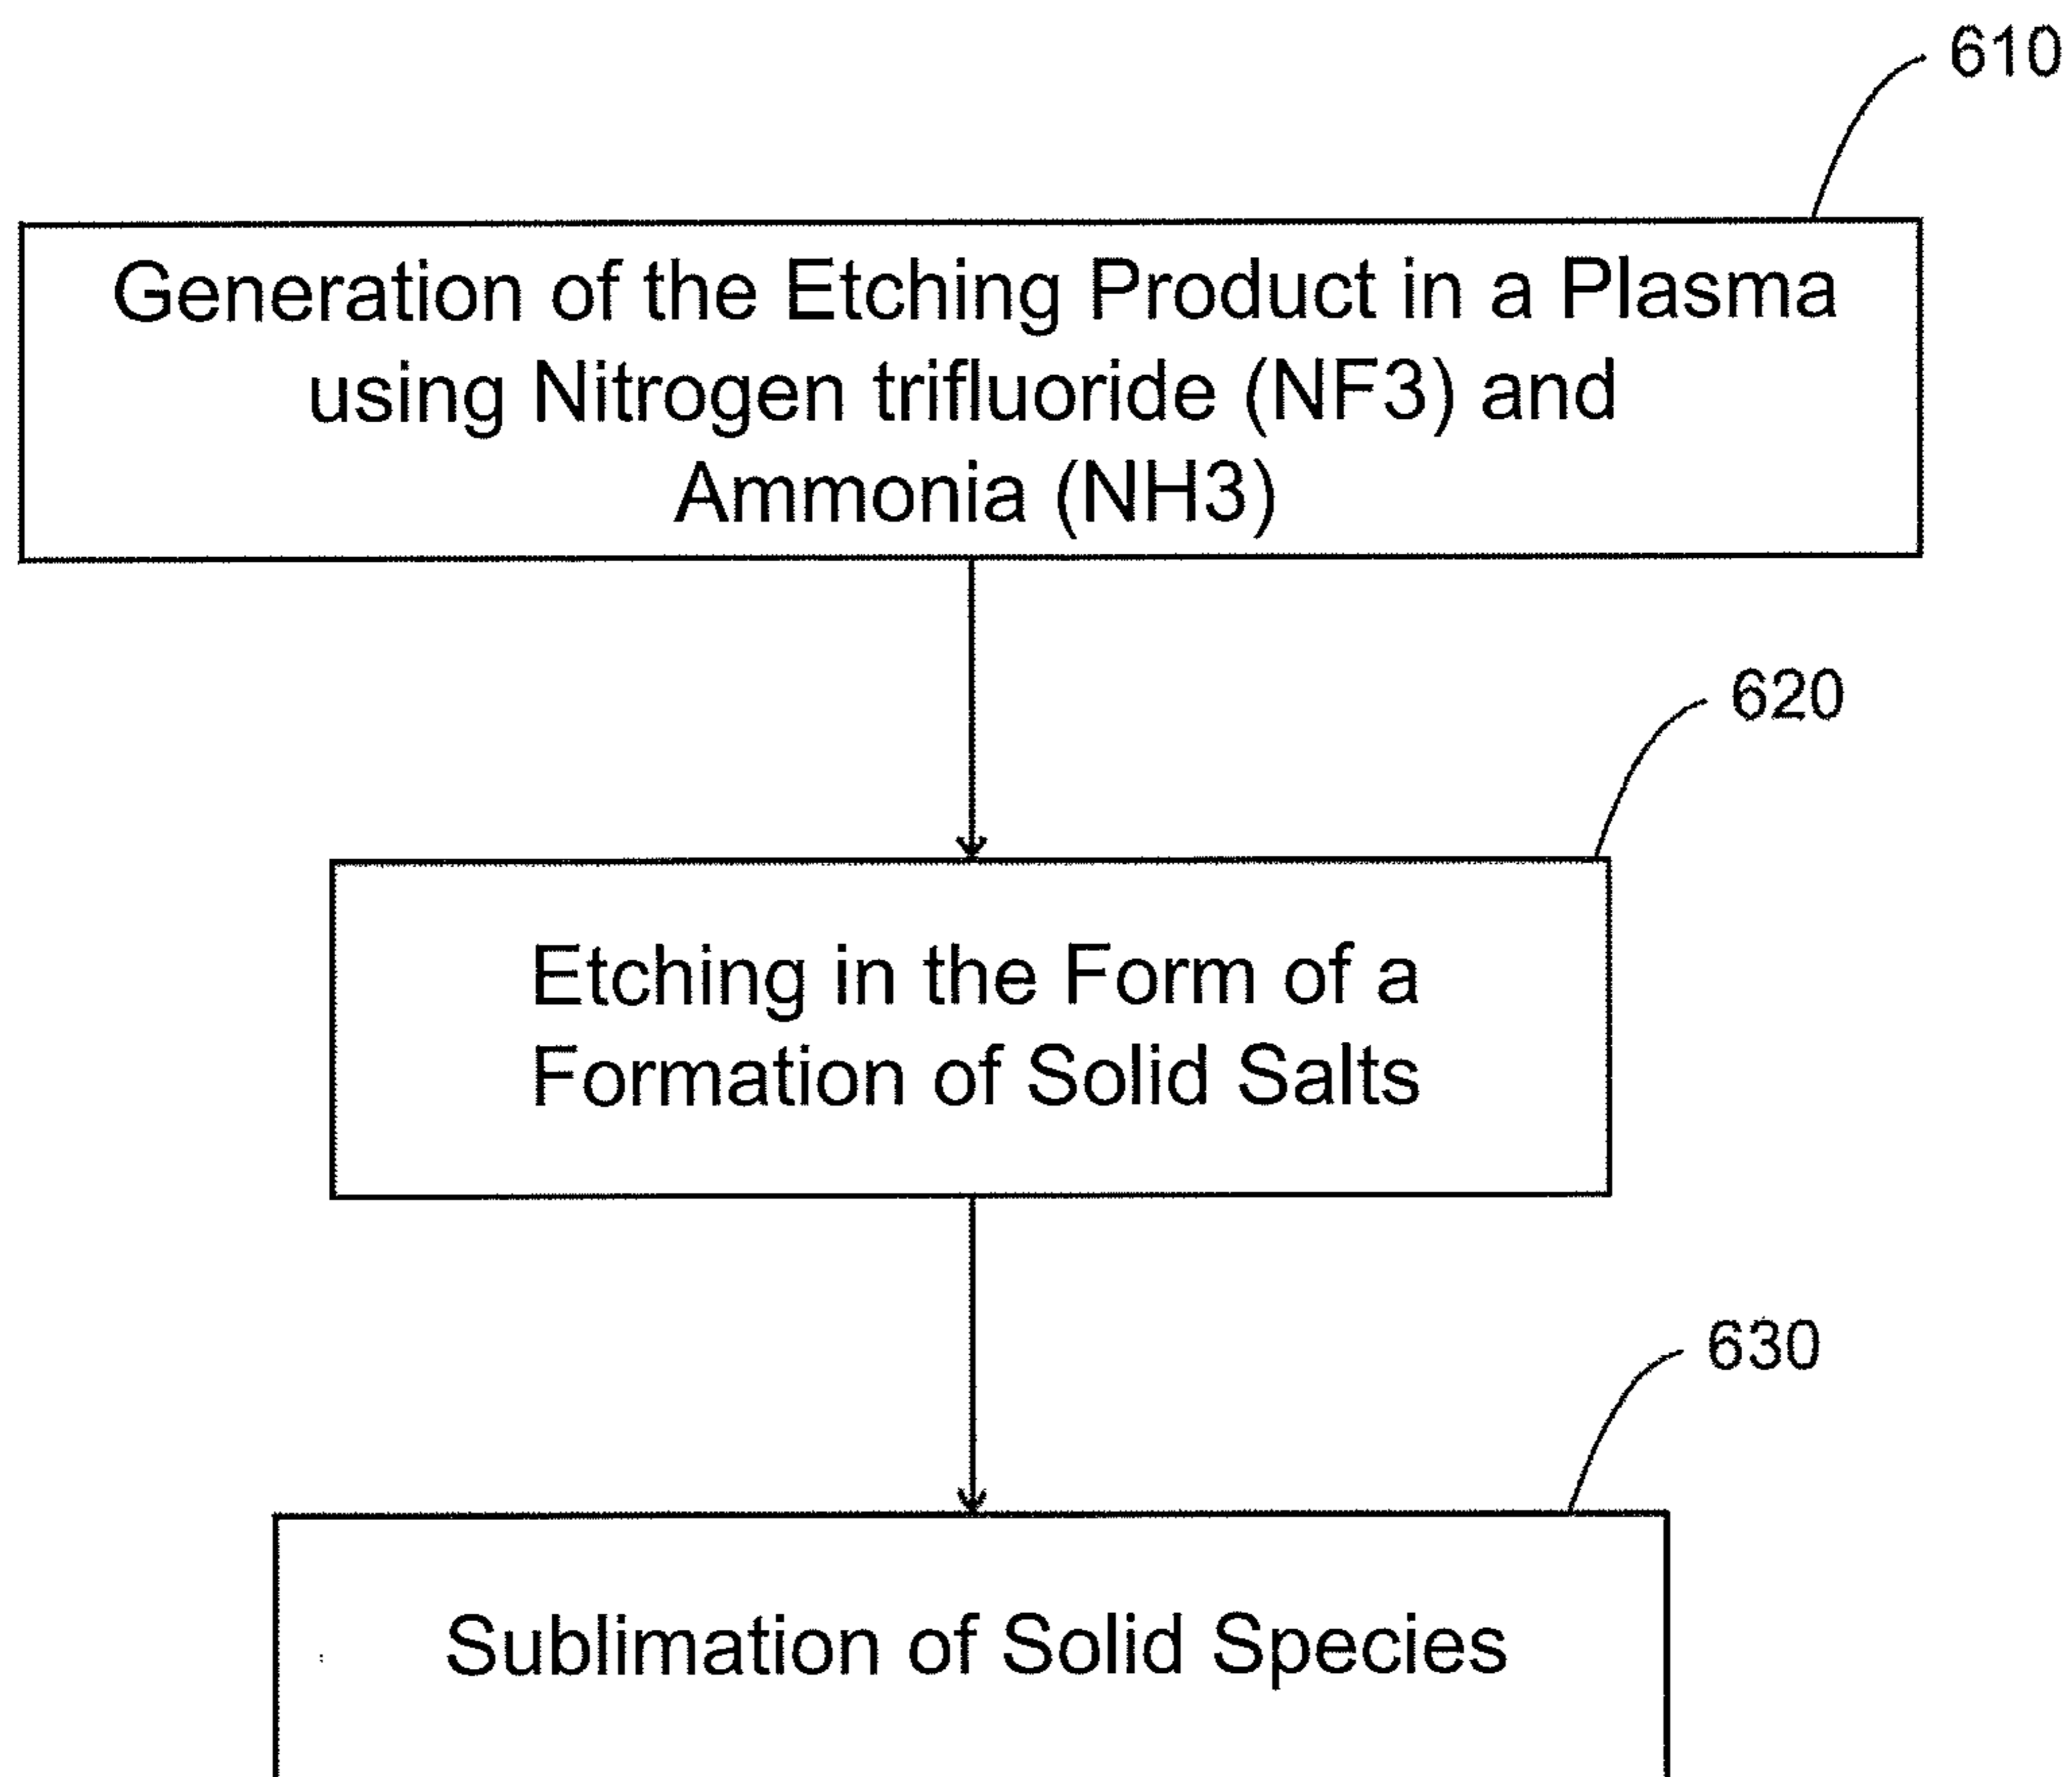 610
Generation of the Etching Product in a Plasma
using Nitrogen trifluoride (NF3) and
Ammonia (NH3)
620
Etching in the Form of a
Formation of Solid Salts
630
Sublimation of Solid Species